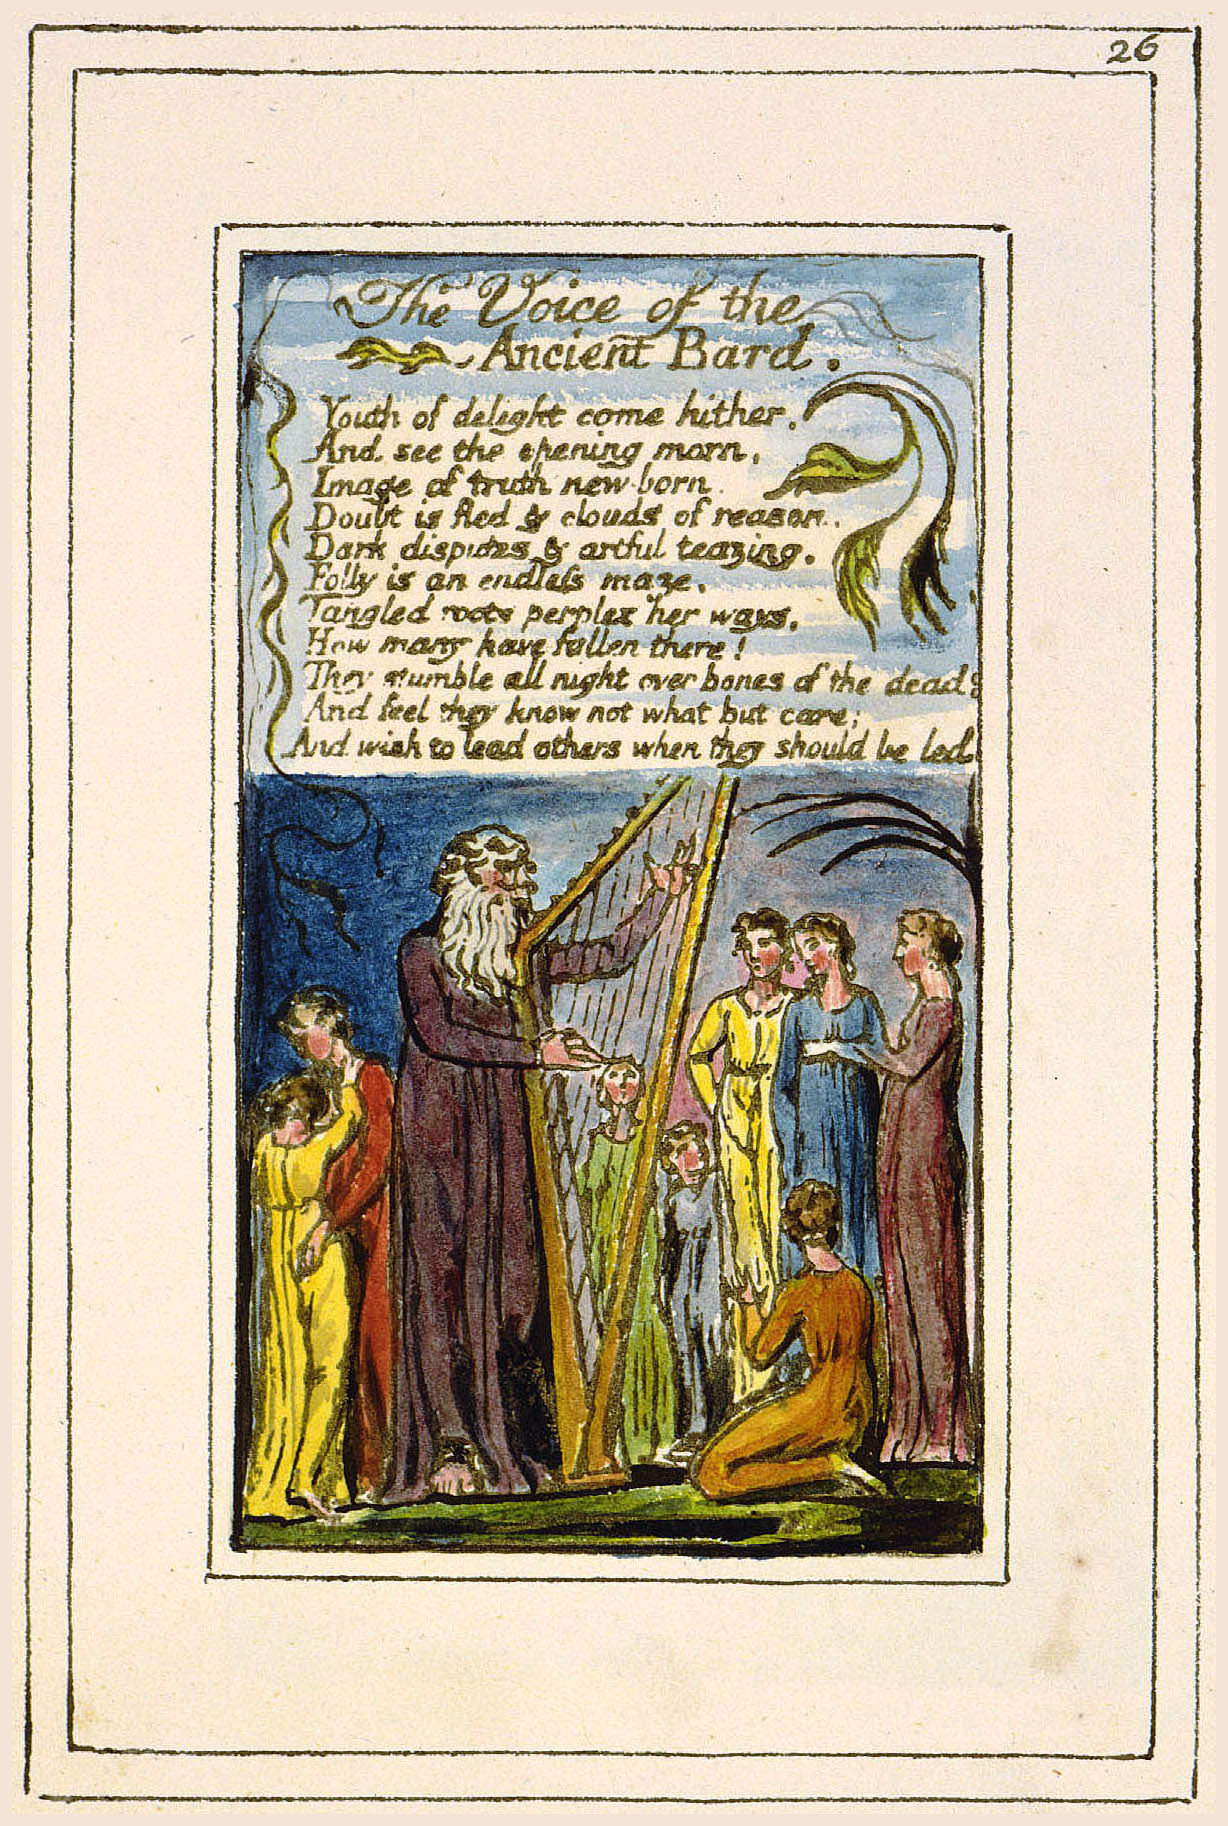 26
The Voice of the
Ancient Bard.
Youth of delight come hither.
And see the opening morn,
Image of truth new-born.
Doubt is fled & clouds of reason.
Dark disputes & artful teazing.
Folly is an endless maze.
Tangled roots perplex her ways.
How many have fallen there!
They stumble all night over bones of the dead;
And feel they know not what but care;
And wish to lead others when they should be led